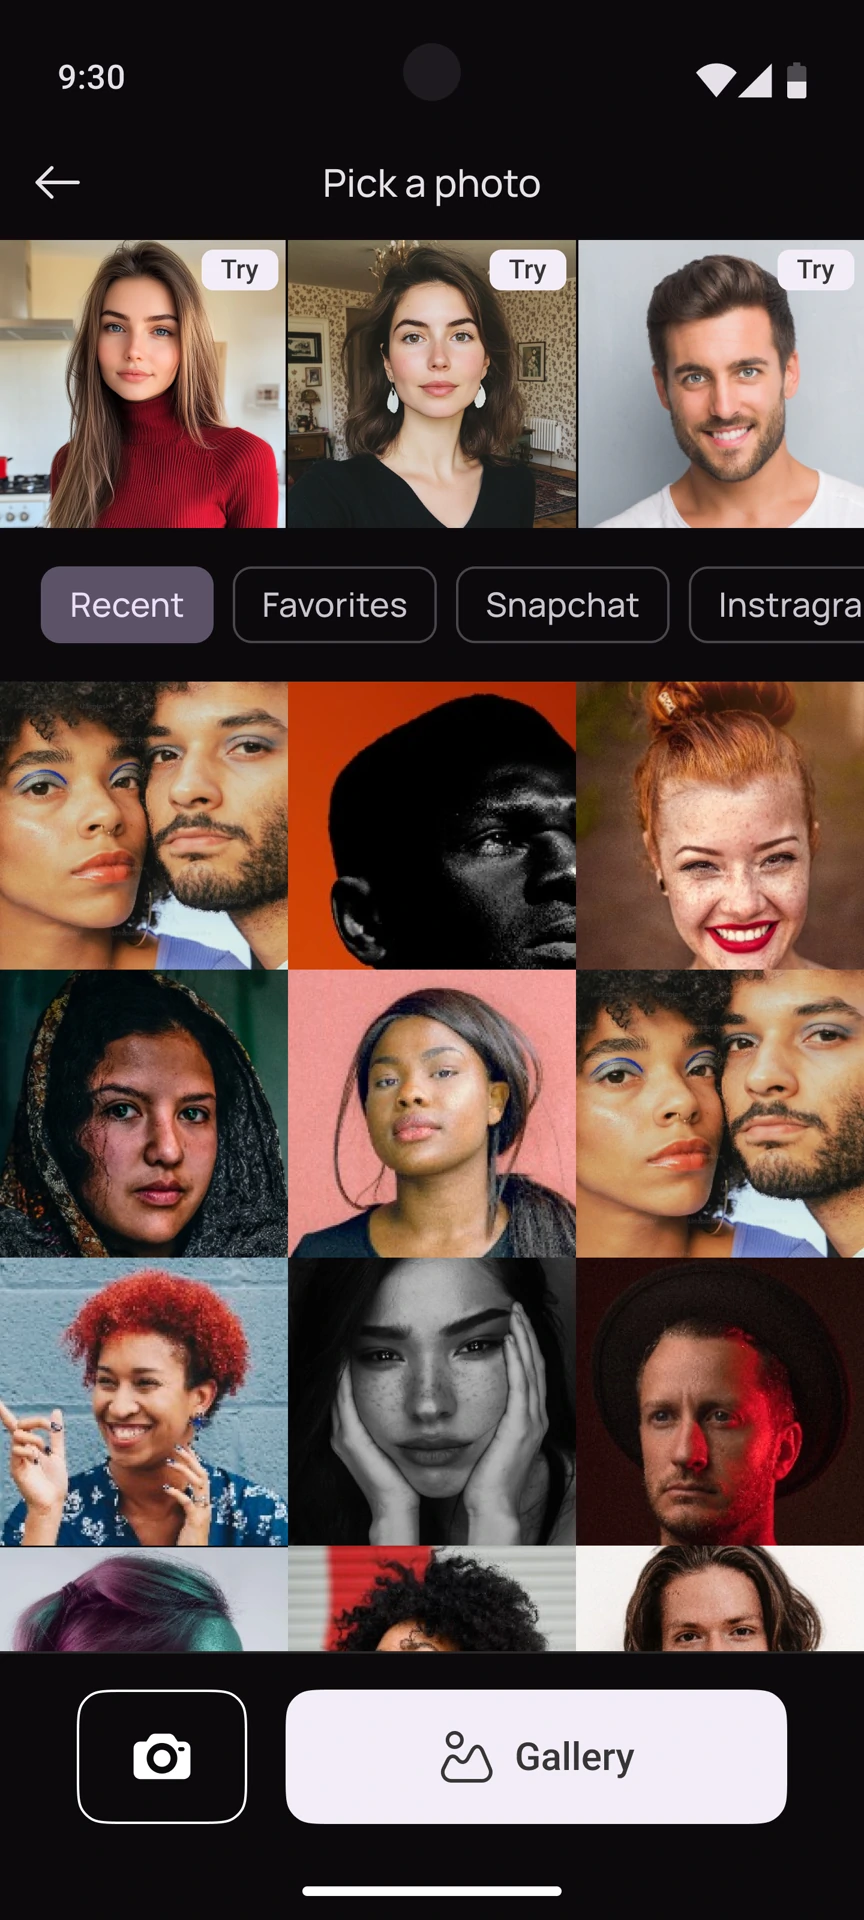 9:30
Pick a photo
Try
Try
Try
Recent
Favorites
Snapchat
Instragra
Gallery